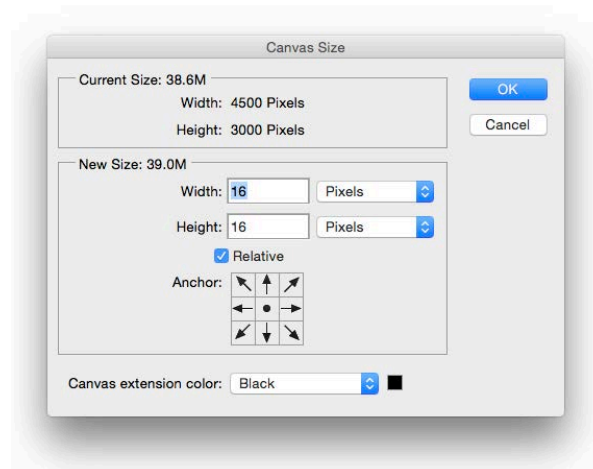 Canvas Size
Current Size: 38.6M
Width: 4500 Pixels
Height: 3000 Pixels
OK
Cancel
New Size: 39.0M
Width: 16 Pixels
Height: 16 Pixels
Relative
Anchor:
Canvas extension color: Black